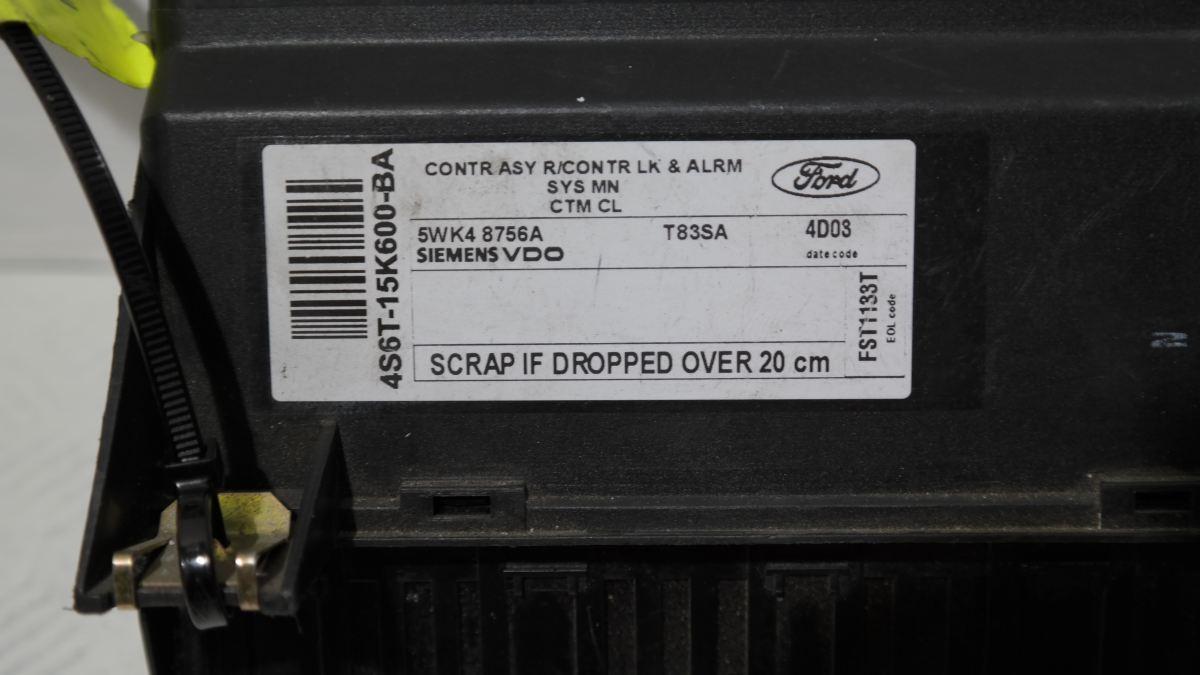 CONTR ASY R/CONTR LK & ALRM
SYS MN
CTM CL
Ford
4S6T-15K600-BA
5WK4 8756A T83SA 4D03
SIEMENS VDO date code
FST1133T
EOL code
SCRAP IF DROPPED OVER 20 cm